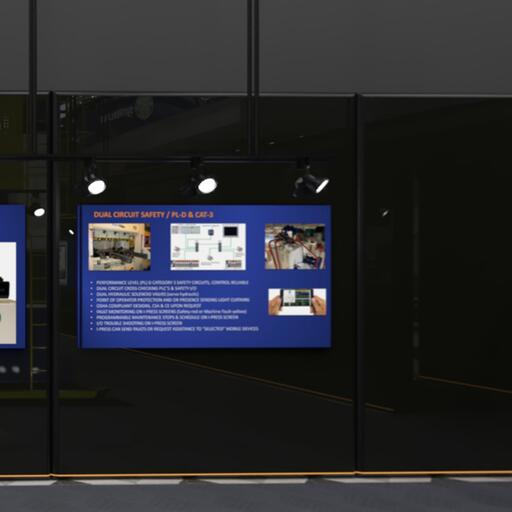 DUAL CIRCUIT SAFETY / PL-D & CAT-3
• PERFORMANCE LEVEL (PL) D CATEGORY 3 SAFETY CIRCUITS, CONTROL RELIABLE
• DUAL CIRCUIT CROSS CHECKING PLC'S & SAFETY I/O
• DUAL HYDRAULIC SOLENOID VALVES (servo-hydraulic)
• POINT OF OPERATOR PROTECTION AND OR PRESENCE SENSING LIGHT CURTAINS
• OSHA COMPLIANT DESIGNS, CSA & CE UPON REQUEST
• FAULT MONITORING ON I-PRESS SCREENS (Safety-red or Machine Fault-yellow)
• PROGRAMMABLE MAINTENANCE STOPS & SCHEDULE ON I-PRESS SCREEN
• I/O TROUBLE SHOOTING ON I-PRESS SCREEN
• I-PRESS CAN SEND FAULTS OR REQUEST ASSISTANCE TO "SELECTED" MOBILE DEVICES